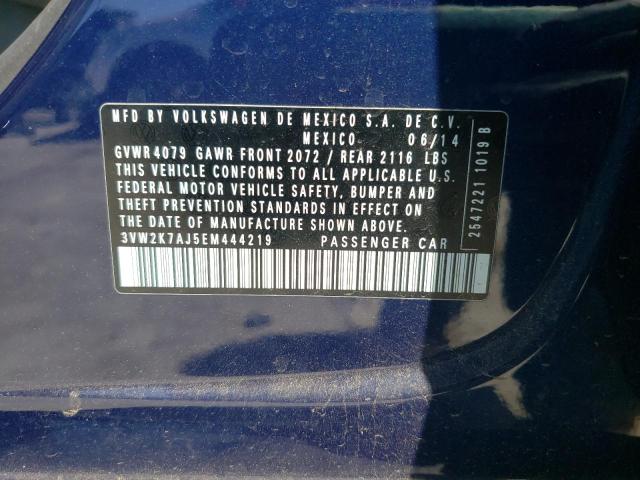 MFD BY VOLKSWAGEN DE MEXICO S.A. DE C.V.
MEXICO 06/14
GVWR 4079 GAWR FRONT 2072 / REAR 2116 LBS
THIS VEHICLE CONFORMS TO ALL APPLICABLE U.S.
FEDERAL MOTOR VEHICLE SAFETY, BUMPER AND
THEFT PREVENTION STANDARDS IN EFFECT ON
THE DATE OF MANUFACTURE SHOWN ABOVE.
3VW2K7AJ5EM444219 PASSENGER CAR
2547221 1019 B